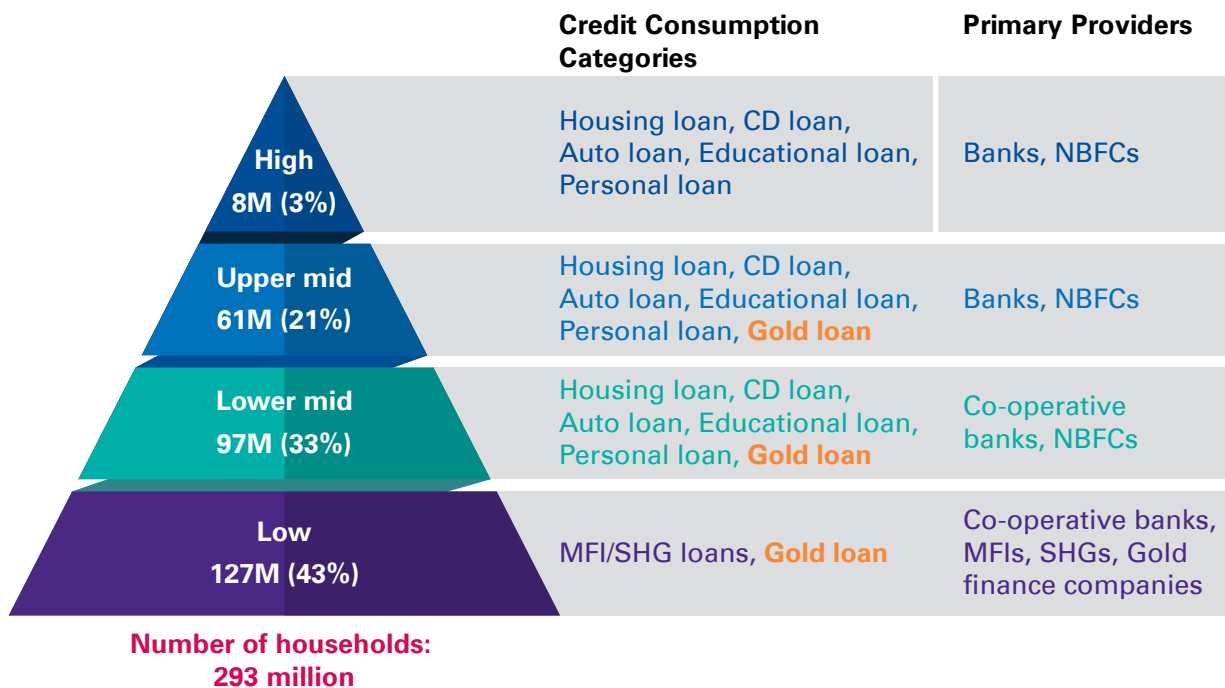 Credit Consumption
Categories
Primary Providers
High
8M (3%)
Housing loan, CD loan,
Auto loan, Educational loan,
Personal loan
Banks, NBFCs
Upper mid
61M (21%)
Housing loan, CD loan,
Auto loan, Educational loan,
Personal loan, Gold loan
Banks, NBFCs
Lower mid
97M (33%)
Housing loan, CD loan,
Auto loan, Educational loan,
Personal loan, Gold loan
Co-operative
banks, NBFCs
Low
127M (43%)
MFI/SHG loans, Gold loan
Co-operative banks,
MFIs, SHGs, Gold
finance companies
Number of households:
293 million